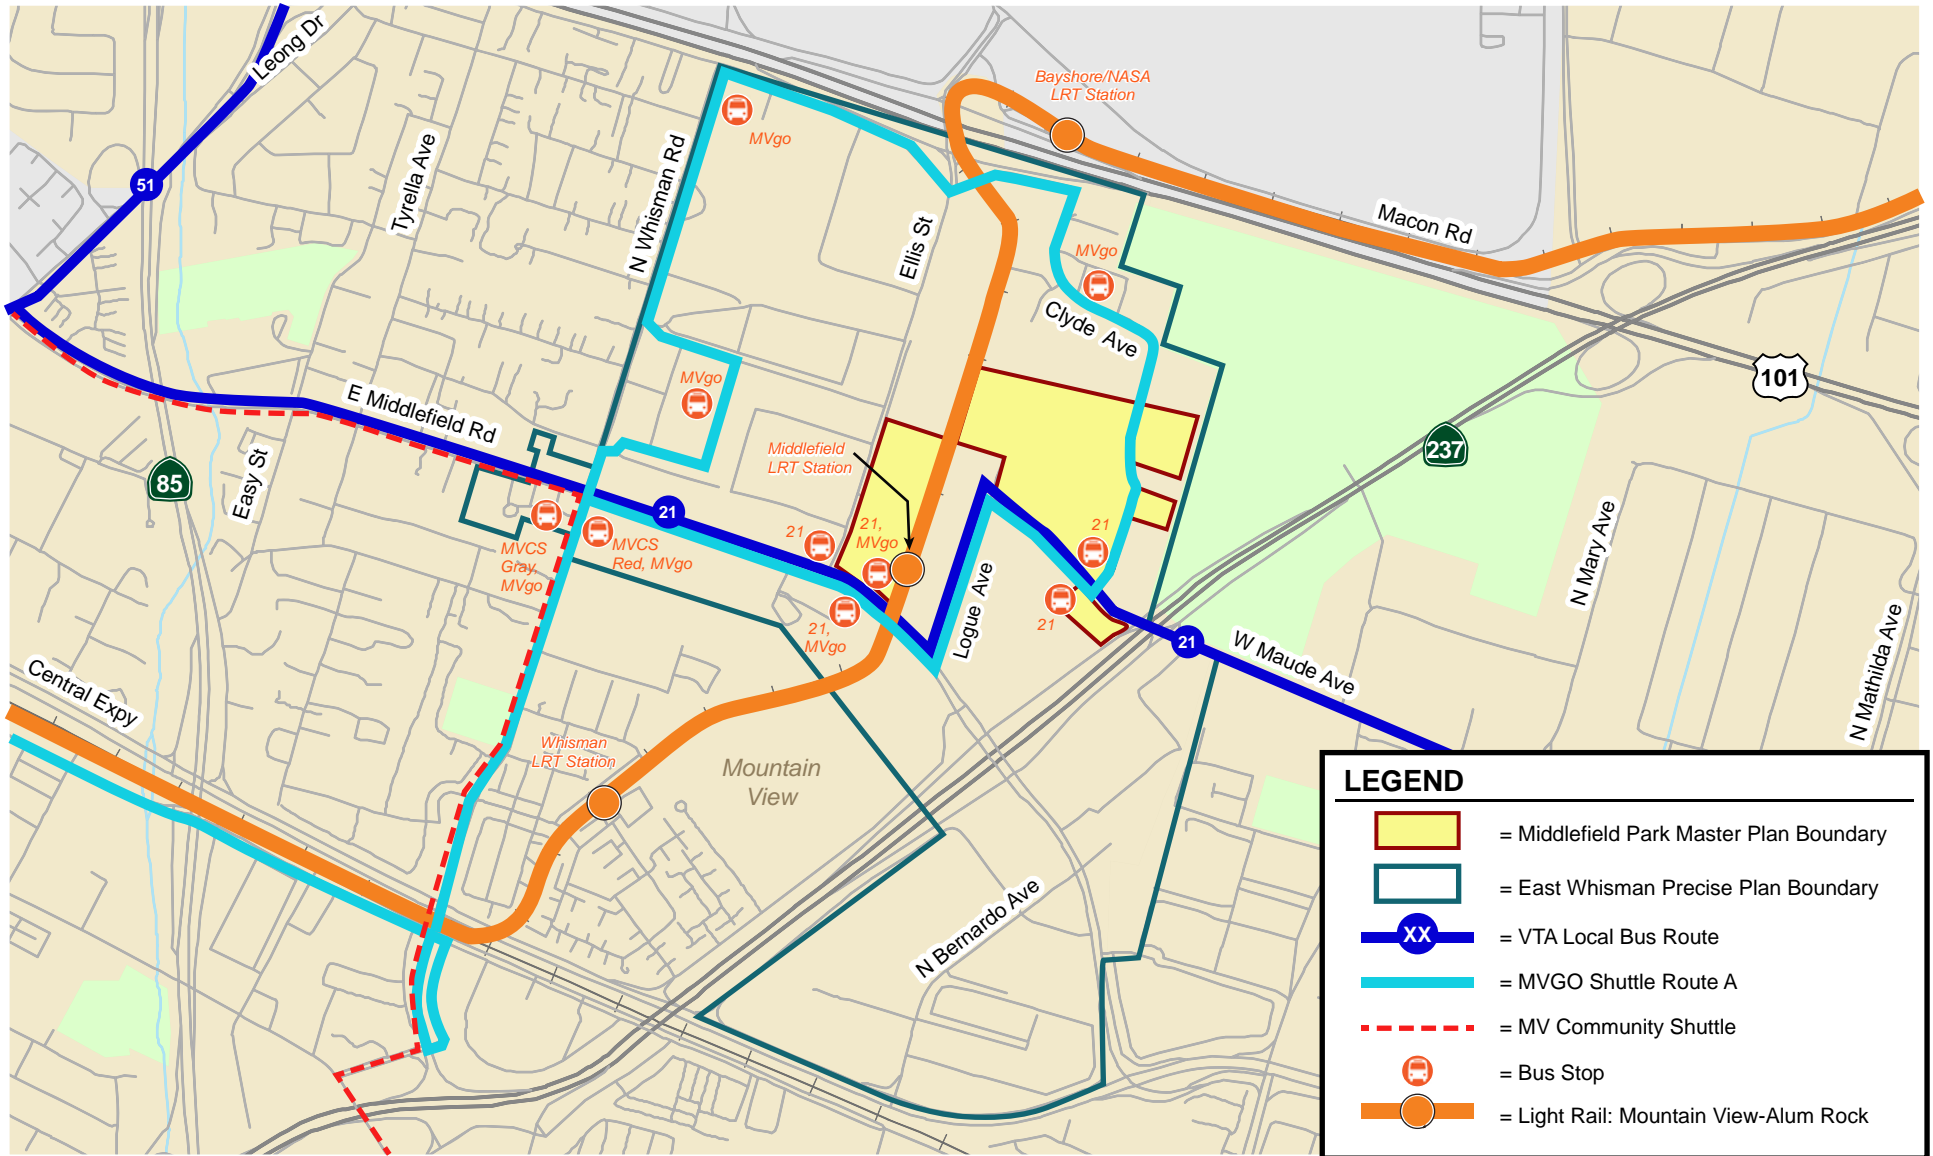 Leong Dr
Bayshore/NASA
LRT Station
MVgo
51
Tyrella Ave
N Whisman Rd
Ellis St
Macon Rd
MVgo
Clyde Ave
101
MVgo
E Middlefield Rd
Middlefield
LRT Station
237
85
Easy St
21
21
21,
MVgo
21
MVCS
Gray,
MVgo
MVCS
Red, MVgo
N Mary Ave
Logue Ave
21
21,
MVgo
21
W Maude Ave
N Mathilda Ave
Central Expy
Whisman
LRT Station
Mountain
View
N Bernardo Ave
LEGEND
= Middlefield Park Master Plan Boundary
= East Whisman Precise Plan Boundary
XX = VTA Local Bus Route
= MVGO Shuttle Route A
= MV Community Shuttle
= Bus Stop
= Light Rail: Mountain View-Alum Rock